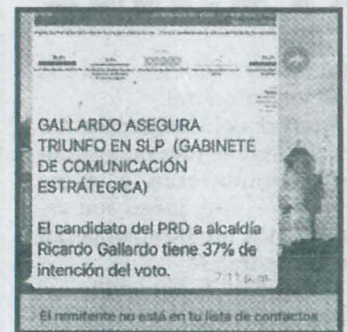 GALLARDO ASEGURA
TRIUNFO EN SLP (GABINETE
DE COMUNICACIÓN
ESTRÁTEGICA)
El candidato del PRD a alcaldía
Ricardo Gallardo tiene 37% de
intención del voto.
7:11 p. m.
El remitente no está en tu lista de contactos